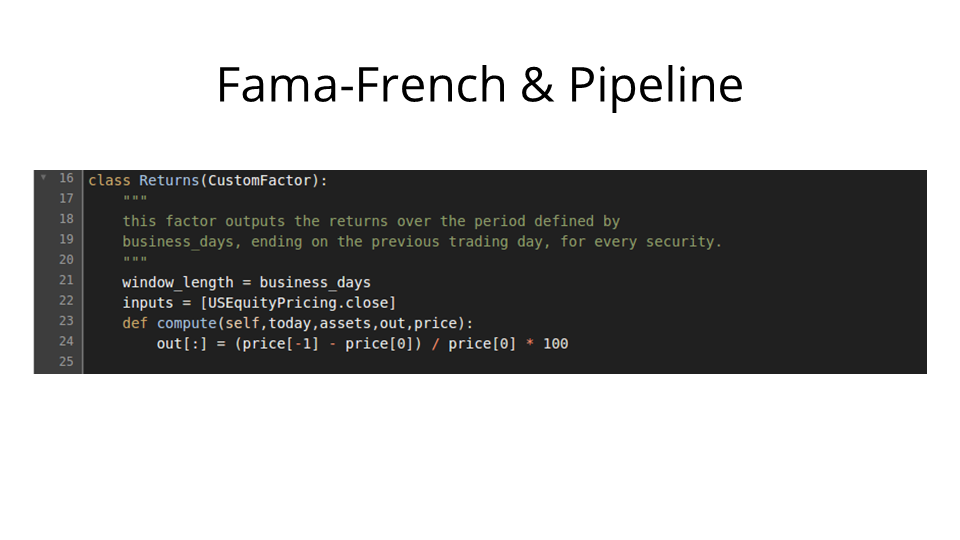 Fama-French & Pipeline
16 class Returns(CustomFactor):
17     """
18     this factor outputs the returns over the period defined by
19     business_days, ending on the previous trading day, for every security.
20     """
21     window_length = business_days
22     inputs = [USEquityPricing.close]
23     def compute(self,today,assets,out,price):
24         out[:] = (price[-1] - price[0]) / price[0] * 100
25